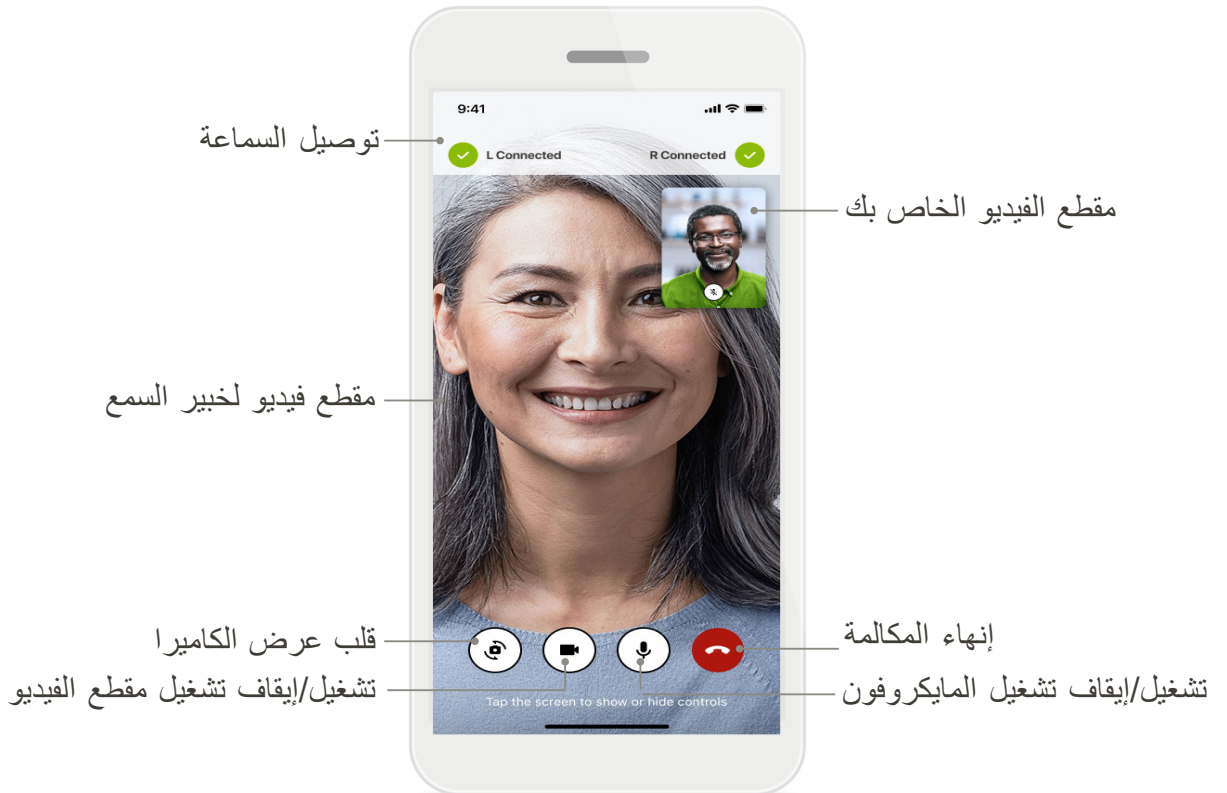 9:41
توصيل السماعة
L Connected
R Connected
مقطع الفيديو الخاص بك
مقطع فيديو لخبير السمع
قلب عرض الكاميرا
إنهاء المكالمة
تشغيل/إيقاف تشغيل مقطع الفيديو
تشغيل/إيقاف تشغيل المايكروفون
Tap the screen to show or hide controls